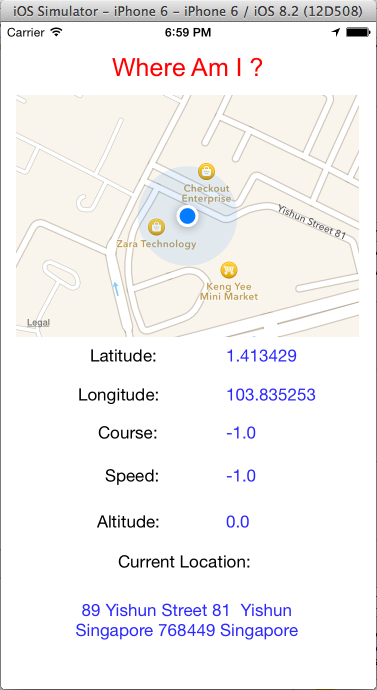 iOS Simulator - iPhone 6 - iPhone 6 / iOS 8.2 (12D508)
Carrier 6:59 PM
Where Am I ?
Checkout
Enterprise
Yishun Street 81
Zara Technology
Keng Yee
Mini Market
Legal
Latitude: 1.413429
Longitude: 103.835253
Course: -1.0
Speed: -1.0
Altitude: 0.0
Current Location:
89 Yishun Street 81 Yishun
Singapore 768449 Singapore